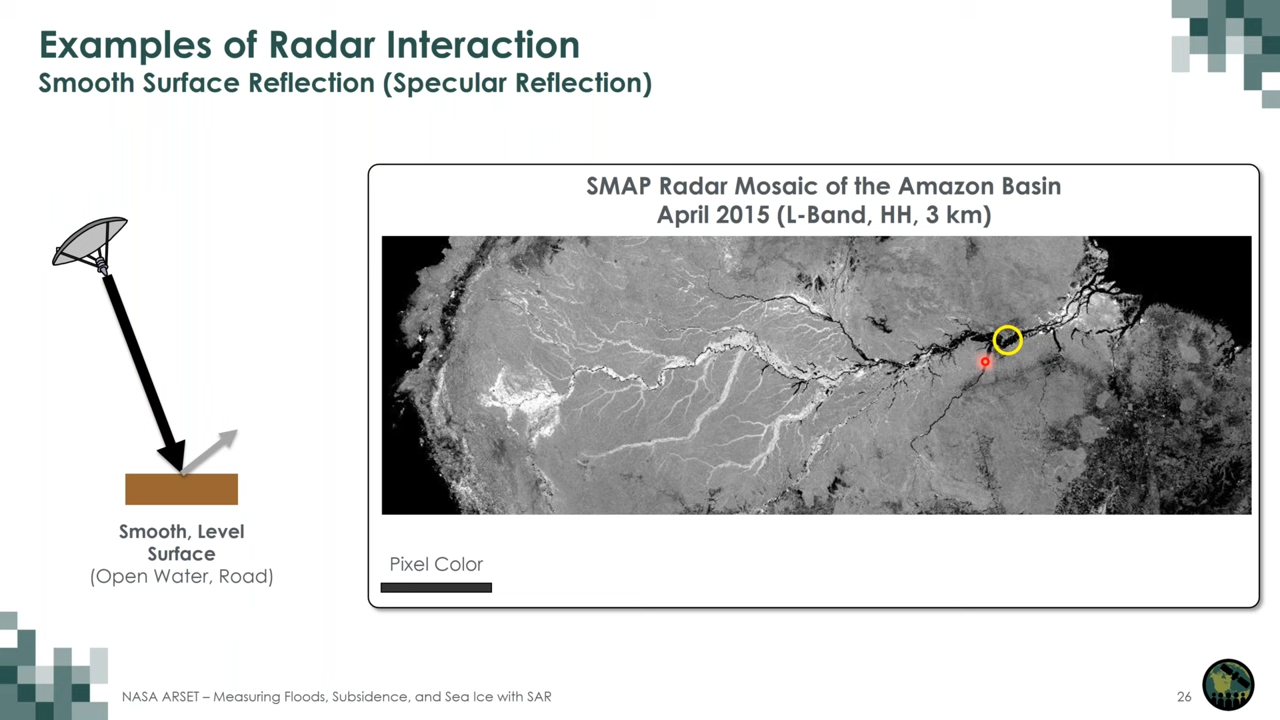 Examples of Radar Interaction
Smooth Surface Reflection (Specular Reflection)
SMAP Radar Mosaic of the Amazon Basin
April 2015 (L-Band, HH, 3 km)
Smooth, Level
Surface
(Open Water, Road)
Pixel Color
NASA ARSET – Measuring Floods, Subsidence, and Sea Ice with SAR
26